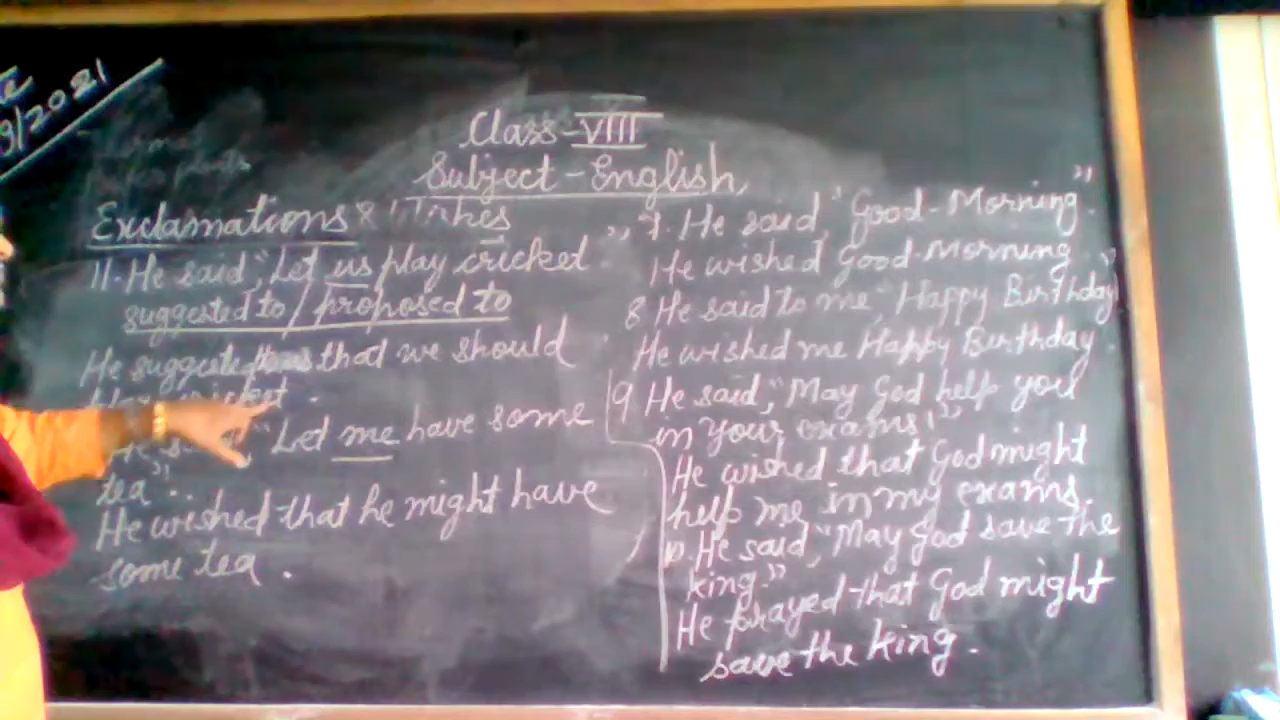 9/2021
Class-VIII
Subject-English
Exclamations & Wishes
11. He said, "Let us play cricket."
suggested to / proposed to
He suggested that we should
play cricket.
"Let me have some
tea".
He wished that he might have
some tea.
7. He said, "Good-Morning."
He wished Good-Morning.
8 He said to me, "Happy Birthday."
He wished me Happy Birthday.
9 He said, "May God help you
in your exams!"
He wished that God might
help me in my exams.
10. He said, "May God save the
king."
He prayed that God might
save the king.